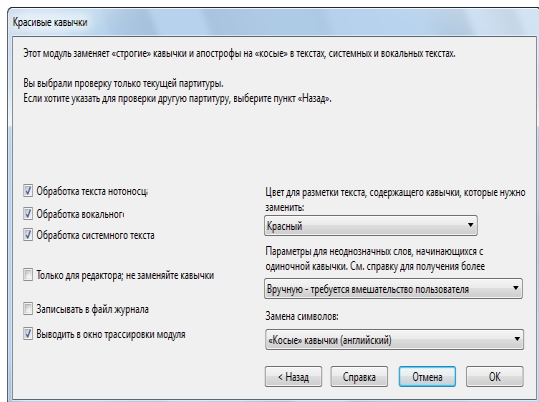 Красивые кавычки
Этот модуль заменяет «строгие» кавычки и апострофы на «косые» в текстах, системных и вокальных текстах.
Вы выбрали проверку только текущей партитуры.
Если хотите указать для проверки другую партитуру, выберите пункт «Назад».
Обработка текста нотоносца
Обработка вокального
Обработка системного текста
Только для редактора; не заменяйте кавычки
Записывать в файл журнала
Выводить в окно трассировки модуля
Цвет для разметки текста, содержащего кавычки, которые нужно
заменить:
Красный
Параметры для неоднозначных слов, начинающихся с
одиночной кавычки. См. справку для получения более
Вручную - требуется вмешательство пользователя
Замена символов:
«Косые» кавычки (английский)
< Назад
Справка
Отмена
ОК